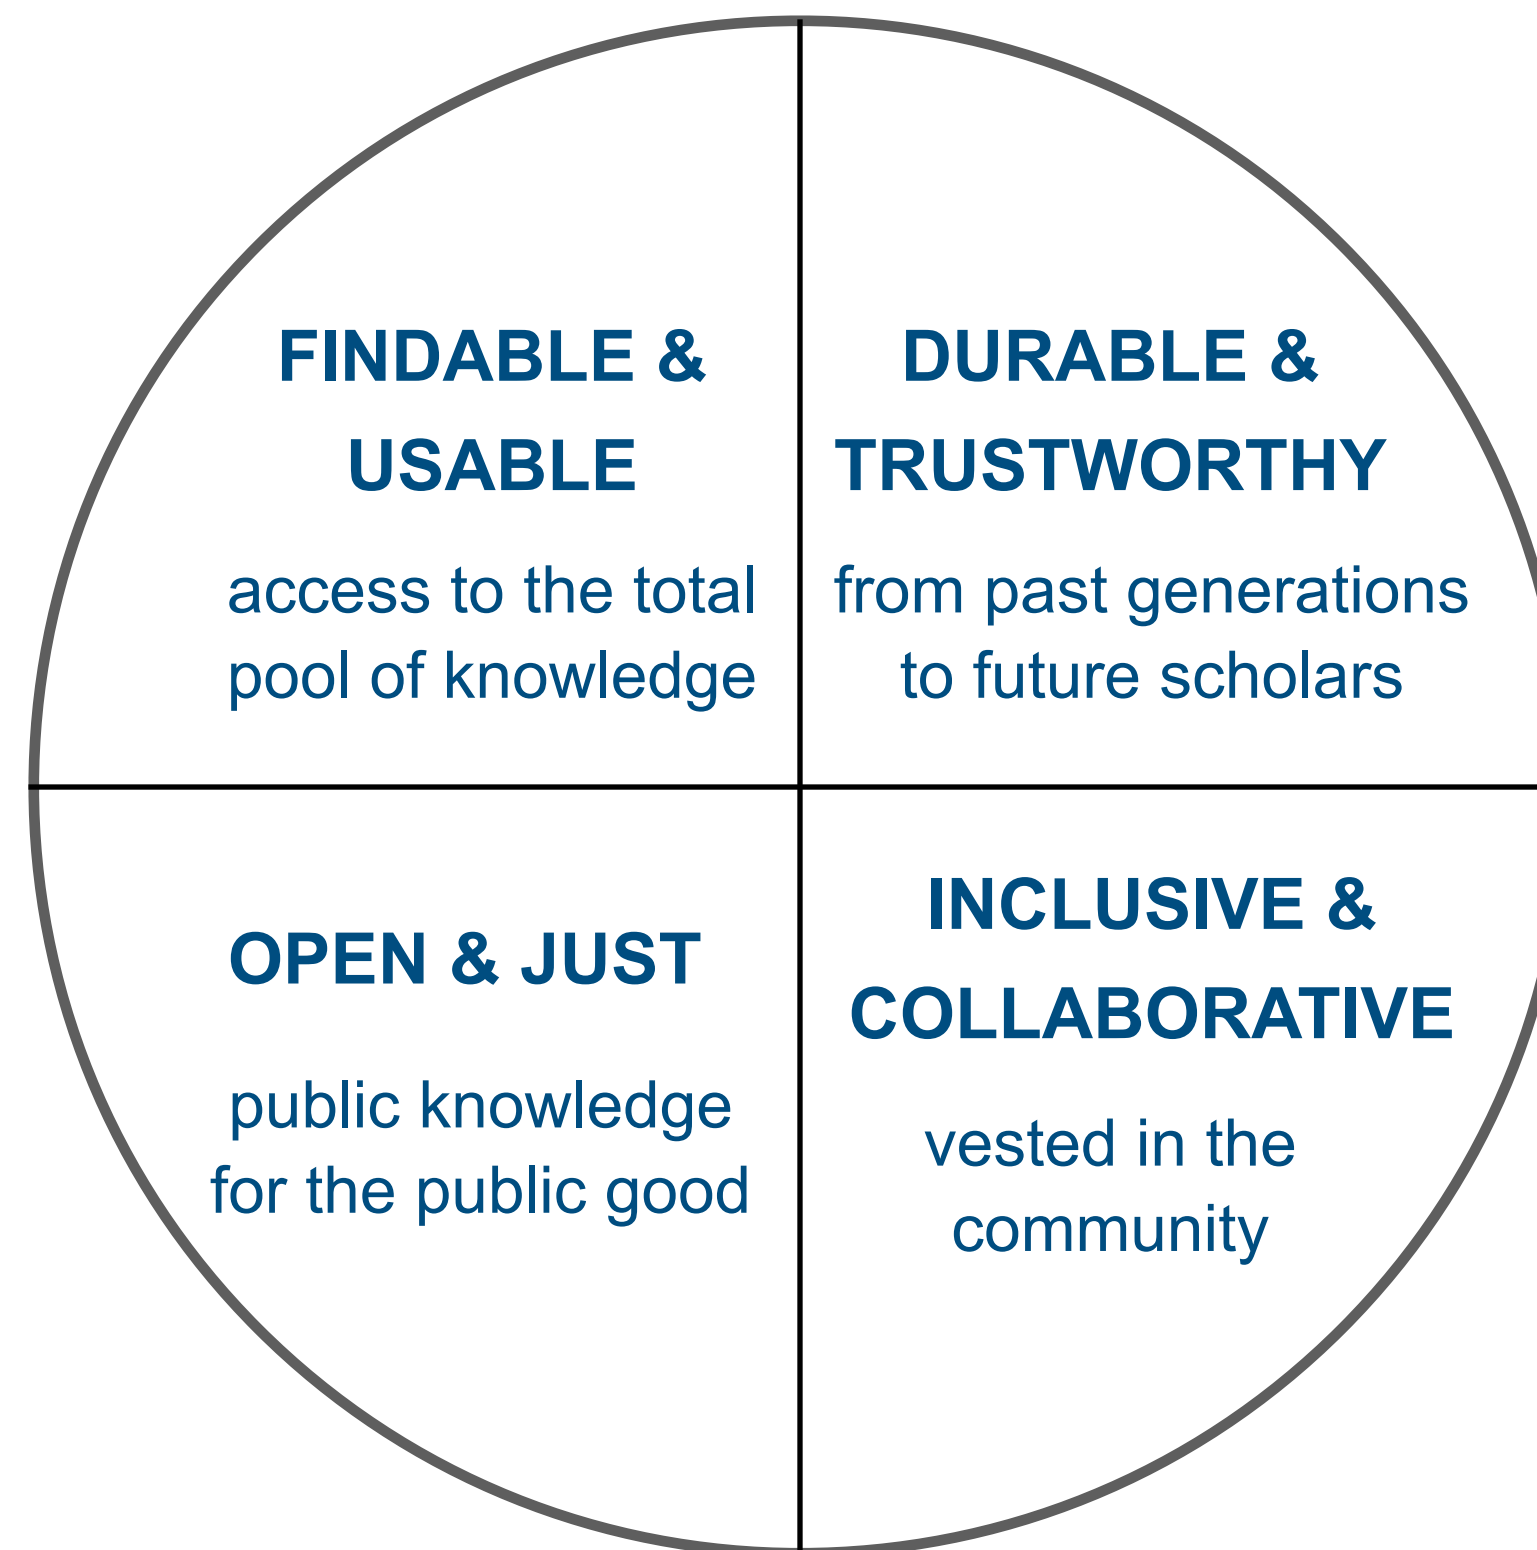 FINDABLE &
USABLE
access to the total
pool of knowledge
DURABLE &
TRUSTWORTHY
from past generations
to future scholars
OPEN & JUST
public knowledge
for the public good
INCLUSIVE &
COLLABORATIVE
vested in the
community